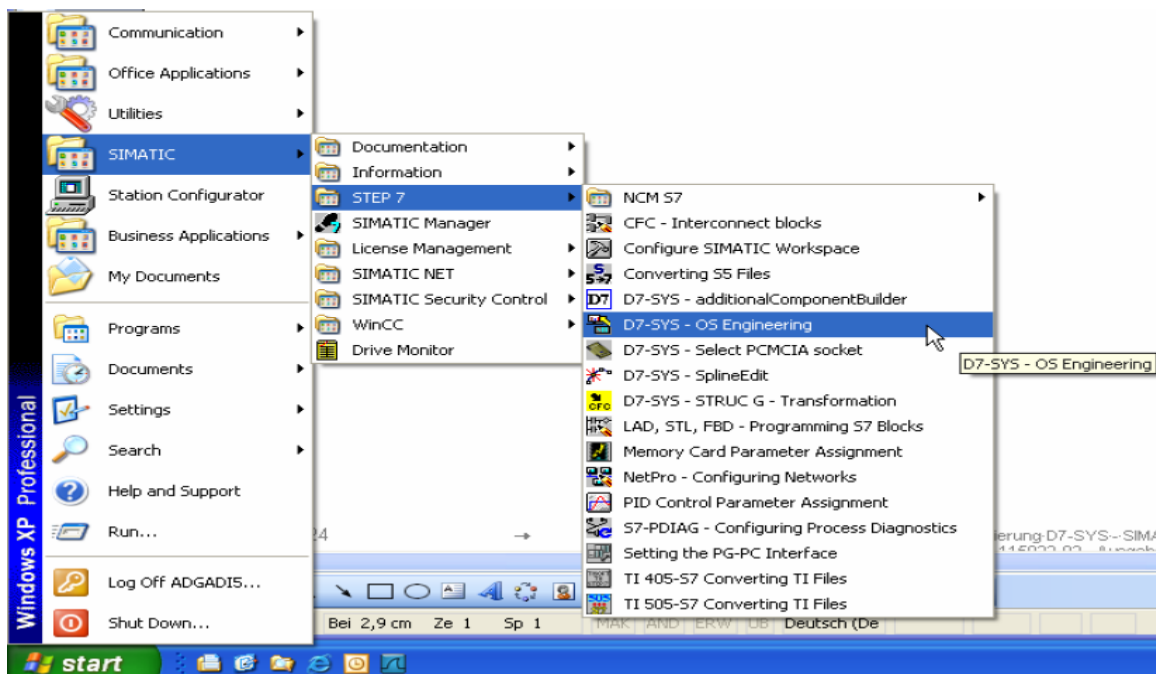 Communication
Office Applications
Utilities
SIMATIC
Station Configurator
Business Applications
My Documents
Programs
Documents
Settings
Search
Help and Support
Run...
Log Off ADGADI5...
Shut Down...
Windows XP Professional
Documentation
Information
STEP 7
SIMATIC Manager
License Management
SIMATIC NET
SIMATIC Security Control
WinCC
Drive Monitor
NCM S7
CFC - Interconnect blocks
Configure SIMATIC Workspace
Converting S5 Files
D7-SYS - additionalComponentBuilder
D7-SYS - OS Engineering
D7-SYS - Select PCMCIA socket
D7-SYS - SplineEdit
D7-SYS - STRUC G - Transformation
LAD, STL, FBD - Programming S7 Blocks
Memory Card Parameter Assignment
NetPro - Configuring Networks
PID Control Parameter Assignment
S7-PDIAG - Configuring Process Diagnostics
Setting the PG-PC Interface
TI 405-S7 Converting TI Files
TI 505-S7 Converting TI Files
D7-SYS - OS Engineering
24 →
ierung·D7-SYS-·SIMA
Bei 2,9 cm Ze 1 Sp 1 MAK AND ERW ÜB Deutsch (De
start